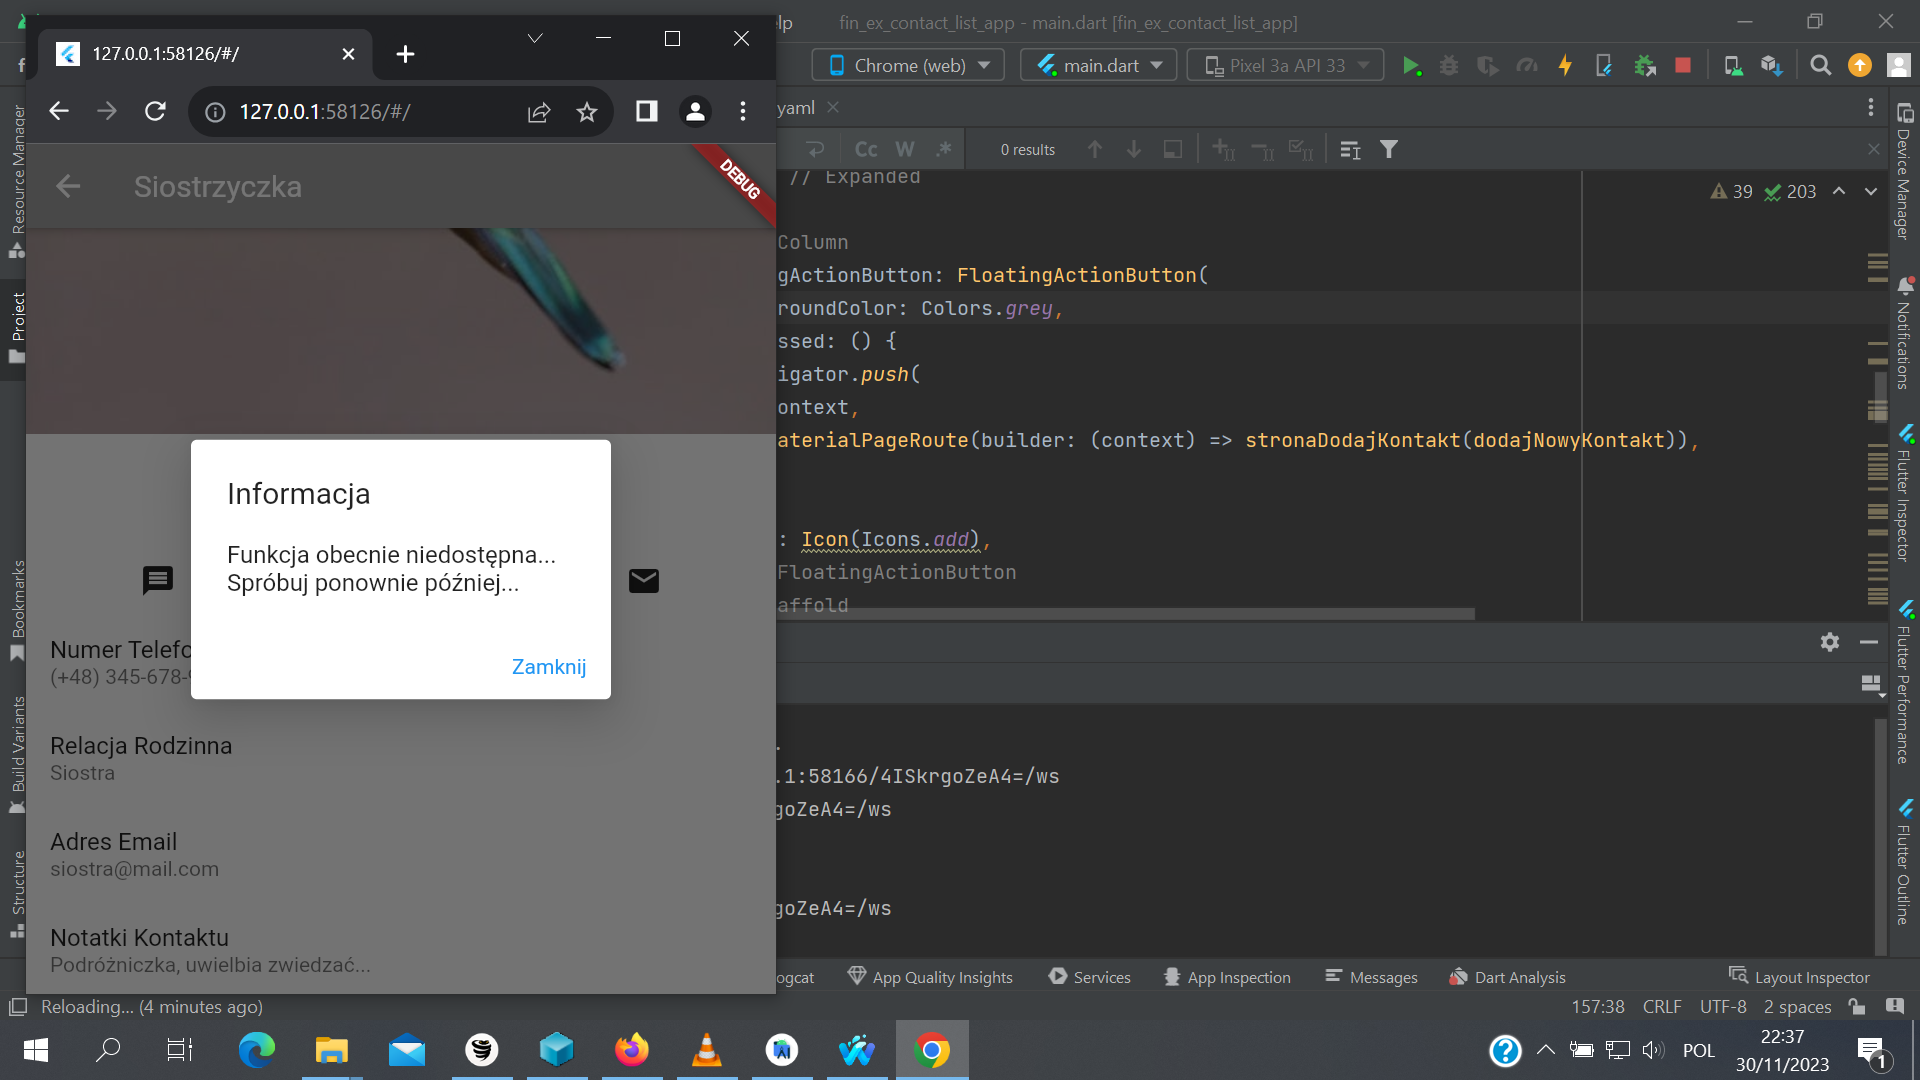 lp
fin_ex_contact_list_app - main.dart [fin_ex_contact_list_app]
127.0.0.1:58126/#/
Chrome (web)
main.dart
Pixel 3a API 33
127.0.0.1:58126/#/
yaml
Cc W .*
0 results
Siostrzyczka
DEBUG
// Expanded
39
203
Column
gActionButton: FloatingActionButton(
roundColor: Colors.grey,
ssed: () {
igator.push(
ontext,
aterialPageRoute(builder: (context) => stronaDodajKontakt(dodajNowyKontakt)),
: Icon(Icons.add),
FloatingActionButton
affold
Informacja
Funkcja obecnie niedostępna...
Spróbuj ponownie później...
Zamknij
Numer Telefo
(+48) 345-678-
Relacja Rodzinna
Siostra
Adres Email
siostra@mail.com
Notatki Kontaktu
Podróżniczka, uwielbia zwiedzać...
.1:58166/4ISkrgoZeA4=/ws
goZeA4=/ws
goZeA4=/ws
Resource Manager
Project
Bookmarks
Build Variants
Structure
Device Manager
Notifications
Flutter Inspector
Flutter Performance
Flutter Outline
ogcat
App Quality Insights
Services
App Inspection
Messages
Dart Analysis
Layout Inspector
Reloading... (4 minutes ago)
157:38
CRLF
UTF-8
2 spaces
POL
22:37
30/11/2023
1